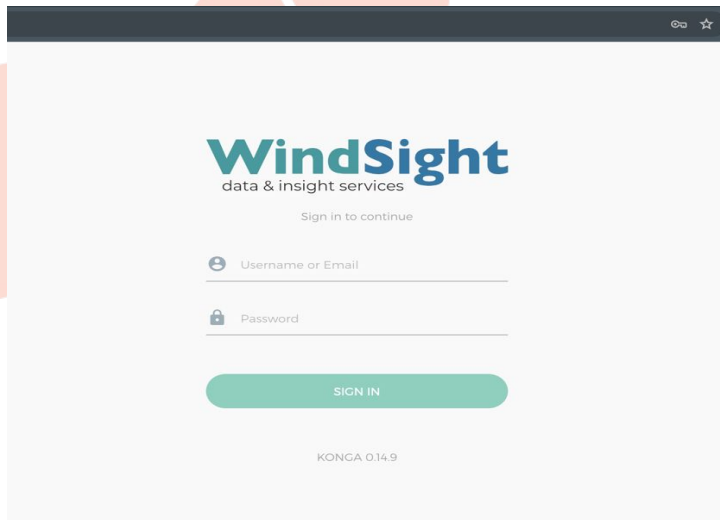 WindSight
data & insight services
Sign in to continue
Username or Email
Password
SIGN IN
KONGA 0.14.9